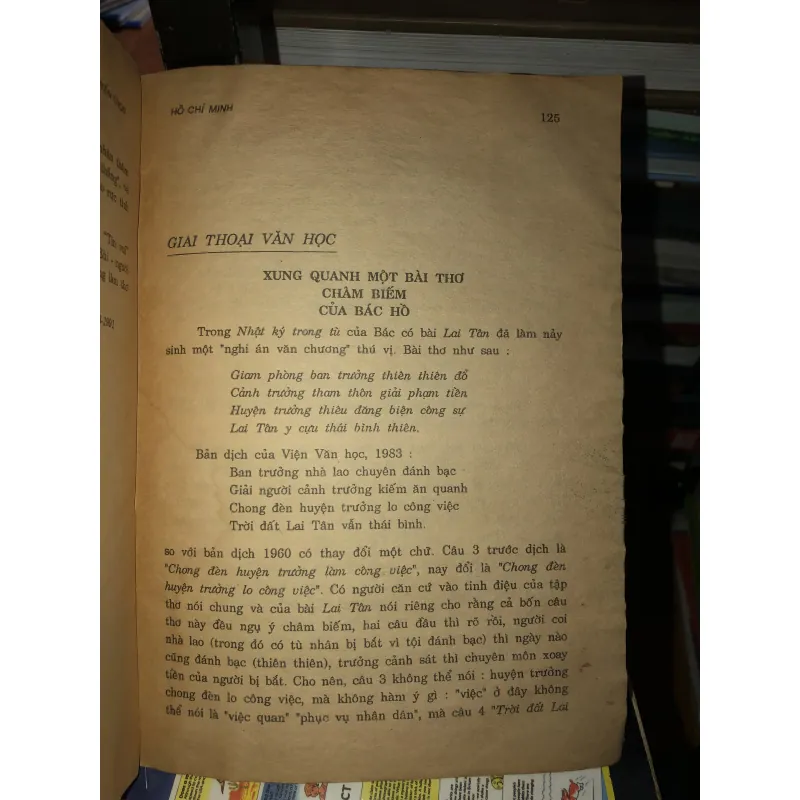 HỒ CHÍ MINH
125
GIAI THOẠI VĂN HỌC
XUNG QUANH MỘT BÀI THƠ
CHÂM BIẾM
CỦA BÁC HỒ
Trong Nhật ký trong tù của Bác có bài Lai Tân đã làm nảy
sinh một "nghi án văn chương" thú vị. Bài thơ như sau :
Giam phòng ban trưởng thiên thiên đổ
Cảnh trưởng tham thôn giải phạm tiền
Huyện trưởng thiêu đăng biện công sự
Lai Tân y cựu thái bình thiên.
Bản dịch của Viện Văn học, 1983 :
Ban trưởng nhà lao chuyên đánh bạc
Giải người cảnh trưởng kiếm ăn quanh
Chong đèn huyện trưởng lo công việc
Trời đất Lai Tân vẫn thái bình.
so với bản dịch 1960 có thay đổi một chữ. Câu 3 trước dịch là
"Chong đèn huyện trưởng làm công việc", nay đổi là "Chong đèn
huyện trưởng lo công việc". Có người căn cứ vào tinh điệu của tập
thơ nói chung và của bài Lai Tân nói riêng cho rằng cả bốn câu
thơ này đều ngụ ý châm biếm, hai câu đầu thì rõ rồi, người coi
nhà lao (trong đó có tù nhân bị bắt vì tội đánh bạc) thì ngày nào
cũng đánh bạc (thiên thiên), trưởng cảnh sát thì chuyên môn xoay
tiền của người bị bắt. Cho nên, câu 3 không thể nói : huyện trưởng
chong đèn lo công việc, mà không hàm ý gì : "việc" ở đây không
thể nói là "việc quan" "phục vụ nhân dân", mà câu 4 "Trời đất Lai